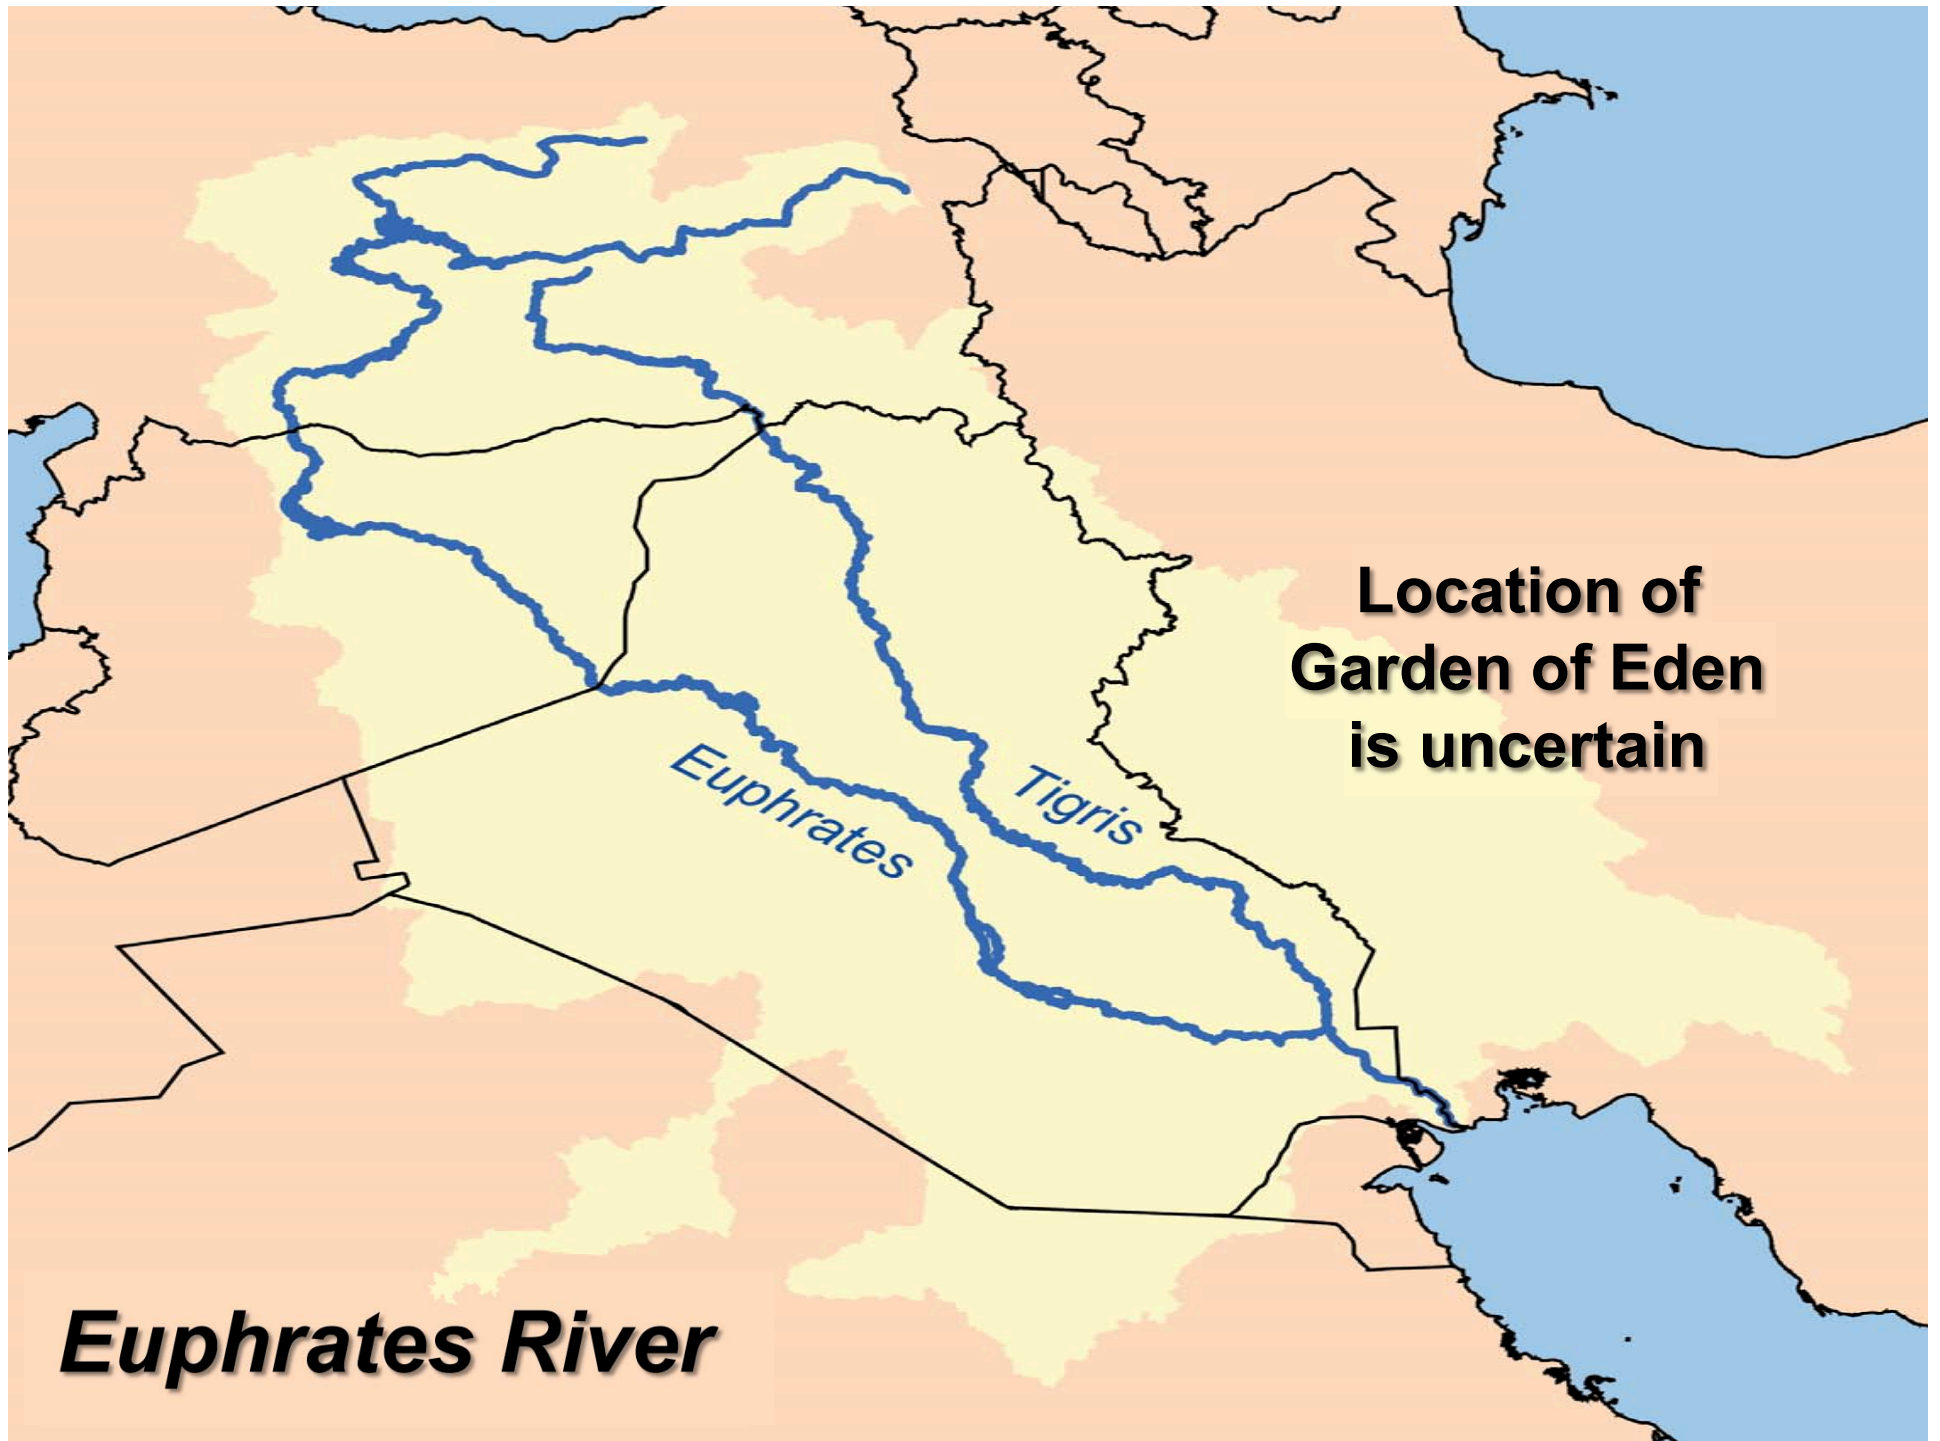 Location of
Garden of Eden
is uncertain
Euphrates
Tigris
Euphrates River